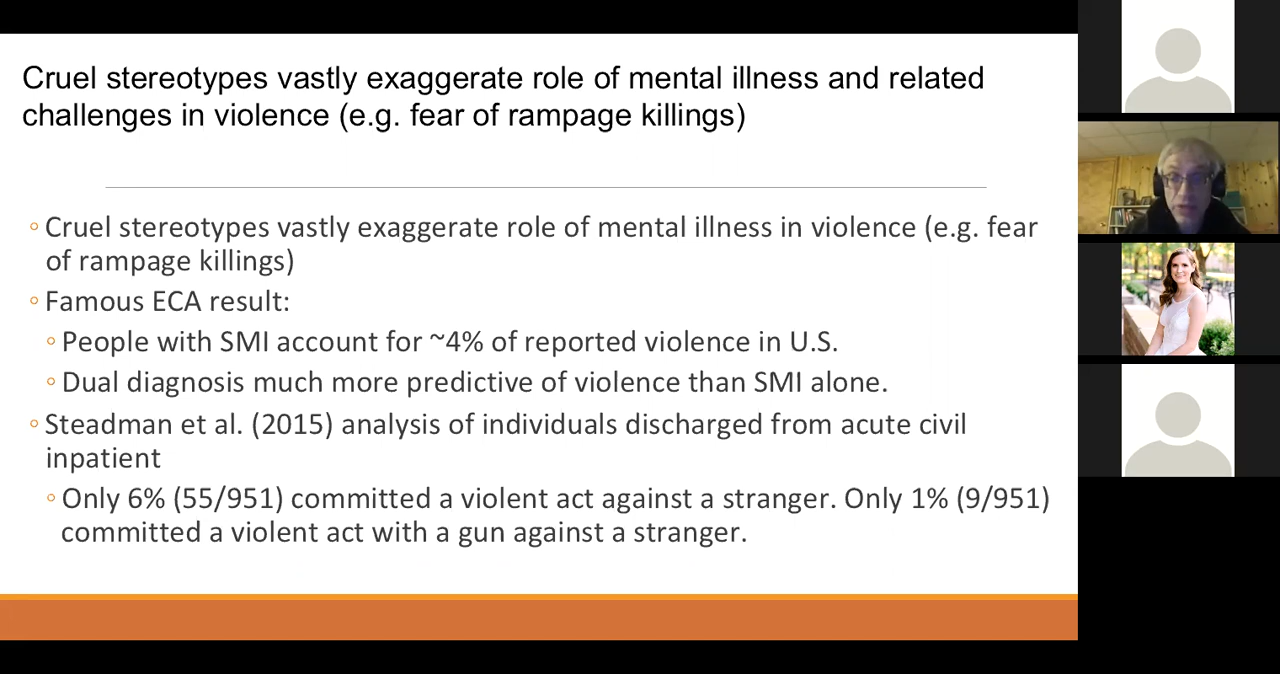 Cruel stereotypes vastly exaggerate role of mental illness and related
challenges in violence (e.g. fear of rampage killings)
◦ Cruel stereotypes vastly exaggerate role of mental illness in violence (e.g. fear
of rampage killings)
◦ Famous ECA result:
◦ People with SMI account for ~4% of reported violence in U.S.
◦ Dual diagnosis much more predictive of violence than SMI alone.
◦ Steadman et al. (2015) analysis of individuals discharged from acute civil
inpatient
◦ Only 6% (55/951) committed a violent act against a stranger. Only 1% (9/951)
committed a violent act with a gun against a stranger.